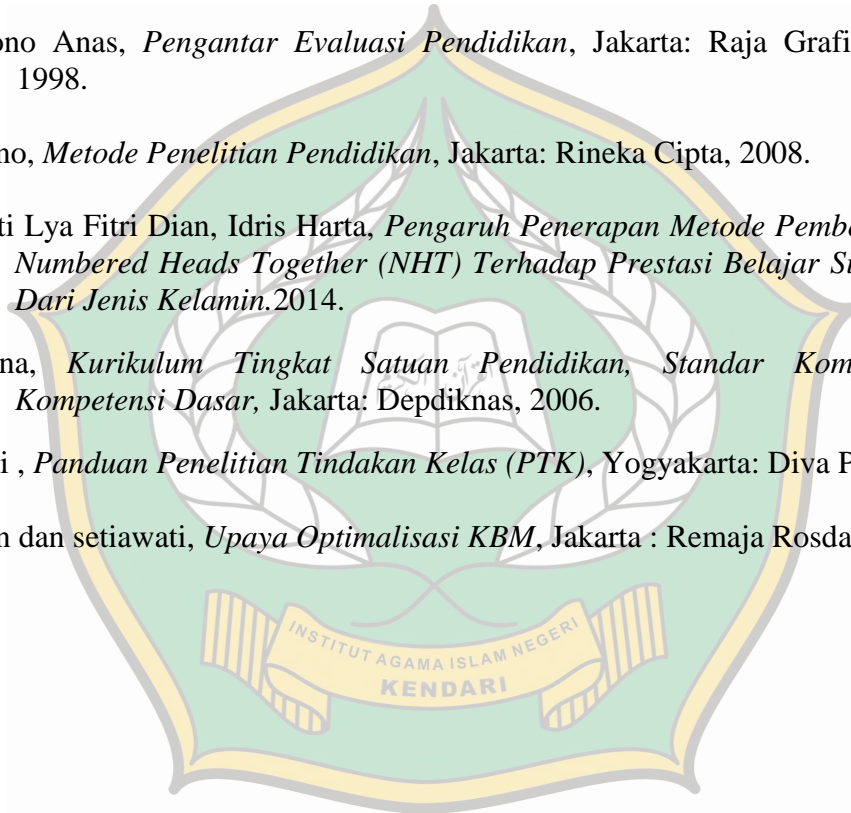 ono Anas, Pengantar Evaluasi Pendidikan, Jakarta: Raja Grafi
1998.
no, Metode Penelitian Pendidikan, Jakarta: Rineka Cipta, 2008.
ti Lya Fitri Dian, Idris Harta, Pengaruh Penerapan Metode Pembe
Numbered Heads Together (NHT) Terhadap Prestasi Belajar Si
Dari Jenis Kelamin.2014.
na, Kurikulum Tingkat Satuan Pendidikan, Standar Kom
Kompetensi Dasar, Jakarta: Depdiknas, 2006.
i , Panduan Penelitian Tindakan Kelas (PTK), Yogyakarta: Diva P
n dan setiawati, Upaya Optimalisasi KBM, Jakarta : Remaja Rosda
INSTITUT AGAMA ISLAM NEGERI
KENDARI